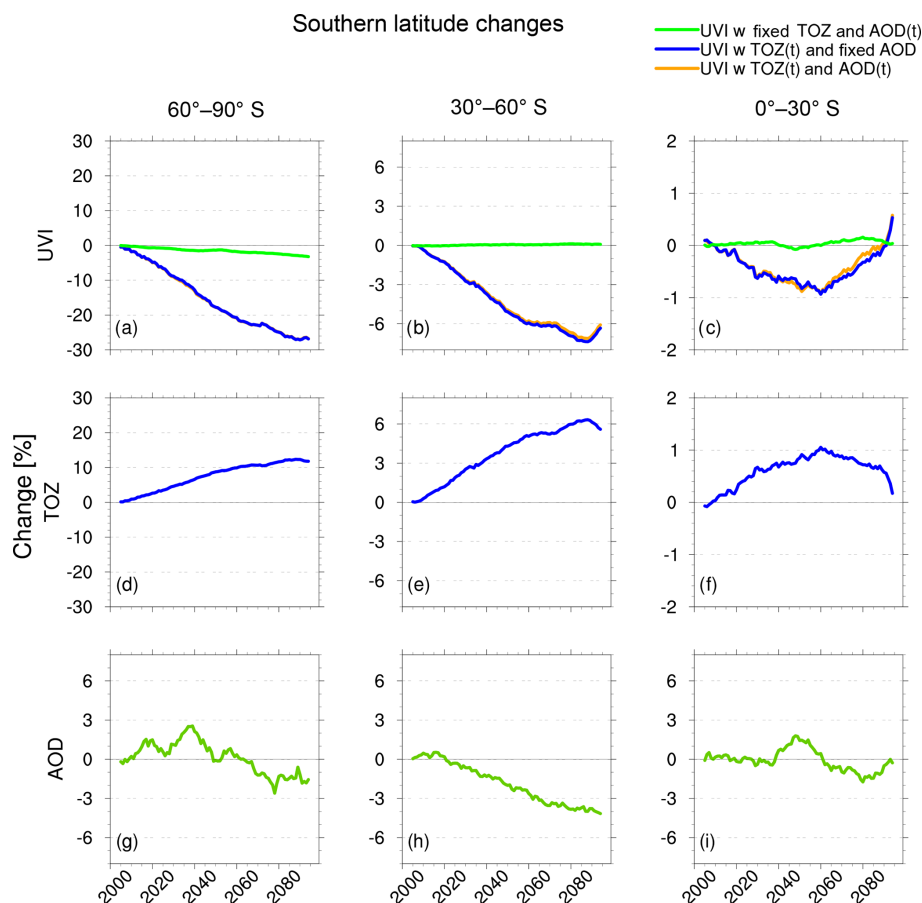 Southern latitude changes
UVI w fixed TOZ and AOD(t)
UVI w TOZ(t) and fixed AOD
UVI w TOZ(t) and AOD(t)
60°–90° S
30°–60° S
0°–30° S
Change [%]
UVI
30
20
10
0
-10
-20
-30
(a)
6
3
0
-3
-6
(b)
2
1
0
-1
-2
(c)
TOZ
30
20
10
0
-10
-20
-30
(d)
6
3
0
-3
-6
(e)
2
1
0
-1
-2
(f)
AOD
6
3
0
-3
-6
(g)
6
3
0
-3
-6
(h)
6
3
0
-3
-6
(i)
2000 2020 2040 2060 2080
2000 2020 2040 2060 2080
2000 2020 2040 2060 2080